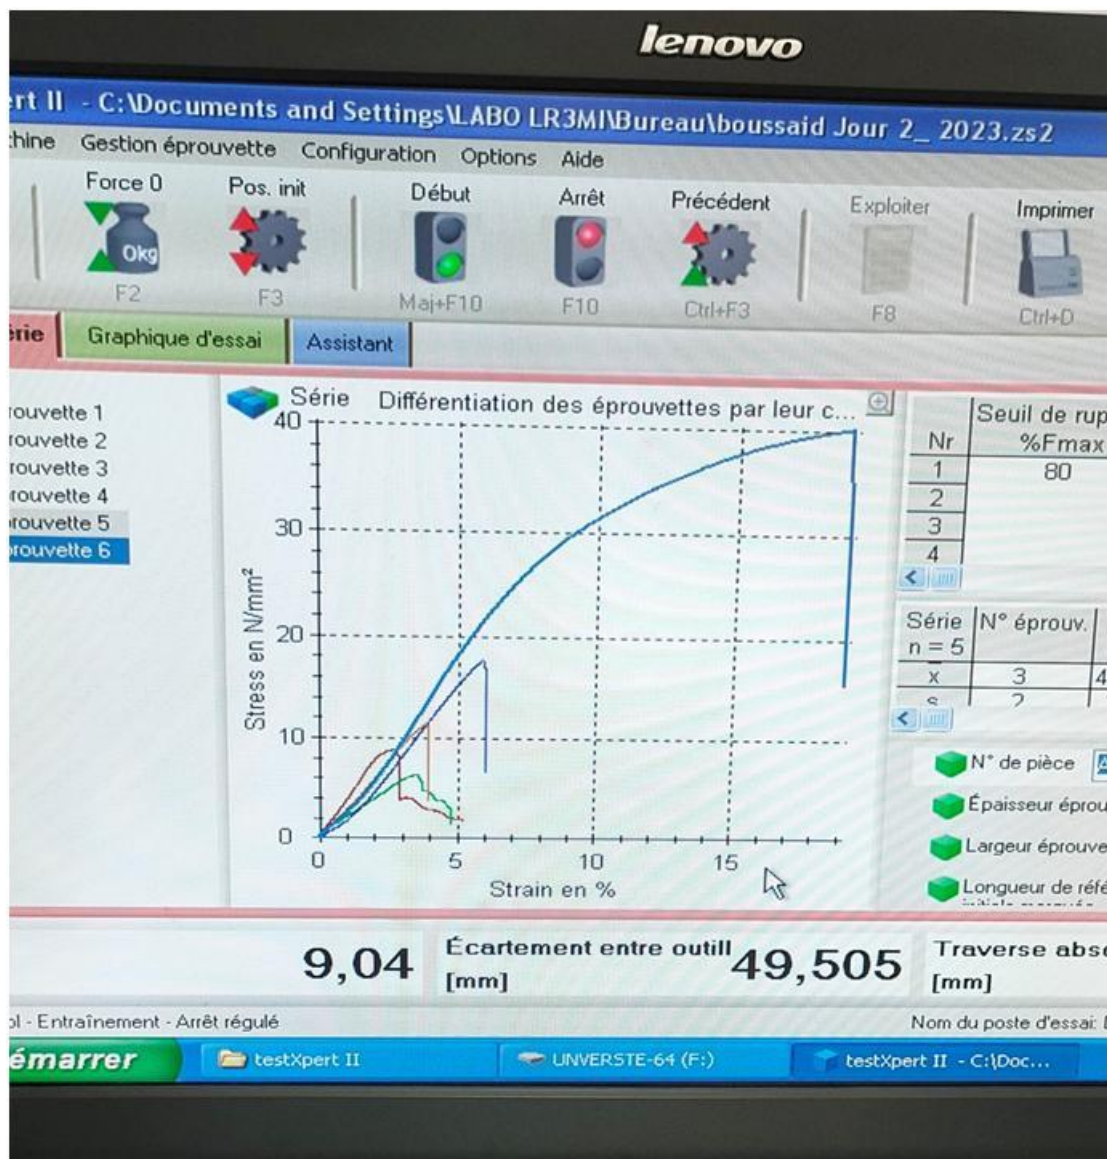 lenovo
rt II - C:\Documents and Settings\LABO LR3MI\Bureau\boussaid Jour 2_ 2023.zs2
hine Gestion éprouvette Configuration Options Aide
Force 0 Pos. init Début Arrêt Précédent Exploiter Imprimer
0kg
F2 F3 Maj+F10 F10 Ctrl+F3 F8 Ctrl+D
érie Graphique d'essai Assistant
rouvette 1
rouvette 2
rouvette 3
rouvette 4
rouvette 5
rouvette 6
Série Différentiation des éprouvettes par leur c...
40
30
20
10
0
Stress en N/mm²
0 5 10 15
Strain en %
Seuil de rup
Nr %Fmax
1 80
2
3
4
Série N° éprouv.
n = 5
x 3 4
s 2
N° de pièce A
Épaisseur éprou
Largeur éprouve
Longueur de réfé
9,04
Écartement entre outill
[mm]
49,505
Traverse abso
[mm]
ol - Entraînement - Arrêt régulé
Nom du poste d'essai:
émarrer testXpert II UNVERSTE-64 (F:) testXpert II - C:\Doc...